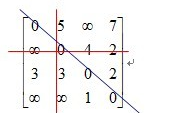 0 5 ∞ 7
∞ 0 4 2
3 3 0 2
∞ ∞ 1 0